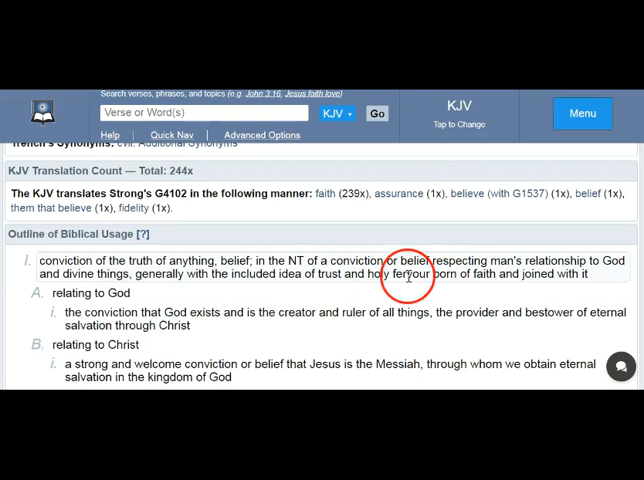 Search verses, phrases, and topics (e.g. John 3:16, Jesus faith love)
Verse or Word(s)
KJV
Go
KJV
Tap to Change
Menu
Help Quick Nav Advanced Options
Trench's Synonyms: cvii. Additional Synonyms
KJV Translation Count — Total: 244x
The KJV translates Strong's G4102 in the following manner: faith (239x), assurance (1x), believe (with G1537) (1x), belief (1x),
them that believe (1x), fidelity (1x).
Outline of Biblical Usage [?]
I. conviction of the truth of anything, belief; in the NT of a conviction or belief respecting man's relationship to God
and divine things, generally with the included idea of trust and holy fervour born of faith and joined with it
A. relating to God
i. the conviction that God exists and is the creator and ruler of all things, the provider and bestower of eternal
salvation through Christ
B. relating to Christ
i. a strong and welcome conviction or belief that Jesus is the Messiah, through whom we obtain eternal
salvation in the kingdom of God